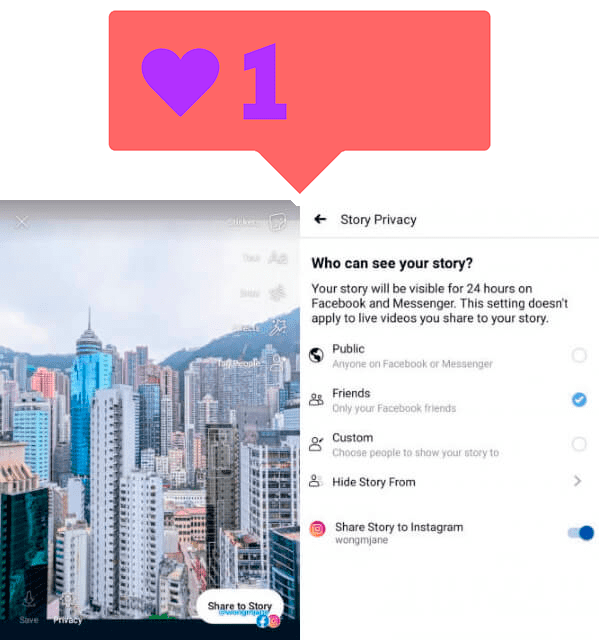 1
Stickers
Text
Draw
Effects
Tag People
Save
Privacy
Share to Story
@wongmjane
Story Privacy
Who can see your story?
Your story will be visible for 24 hours on
Facebook and Messenger. This setting doesn't
apply to live videos you share to your story.
Public
Anyone on Facebook or Messenger
Friends
Only your Facebook friends
Custom
Choose people to show your story to
Hide Story From
Share Story to Instagram
wongmjane